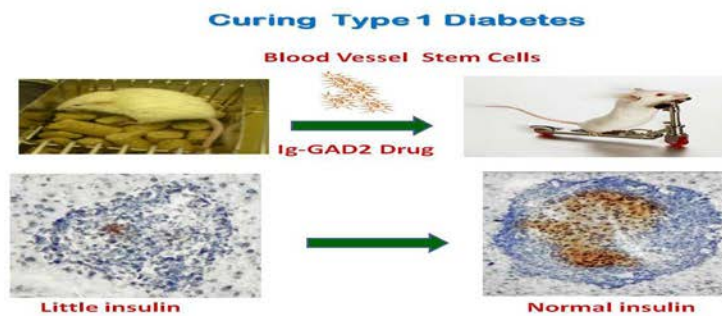 Curing Type 1 Diabetes
Blood Vessel Stem Cells
Ig-GAD2 Drug
Little insulin
Normal insulin